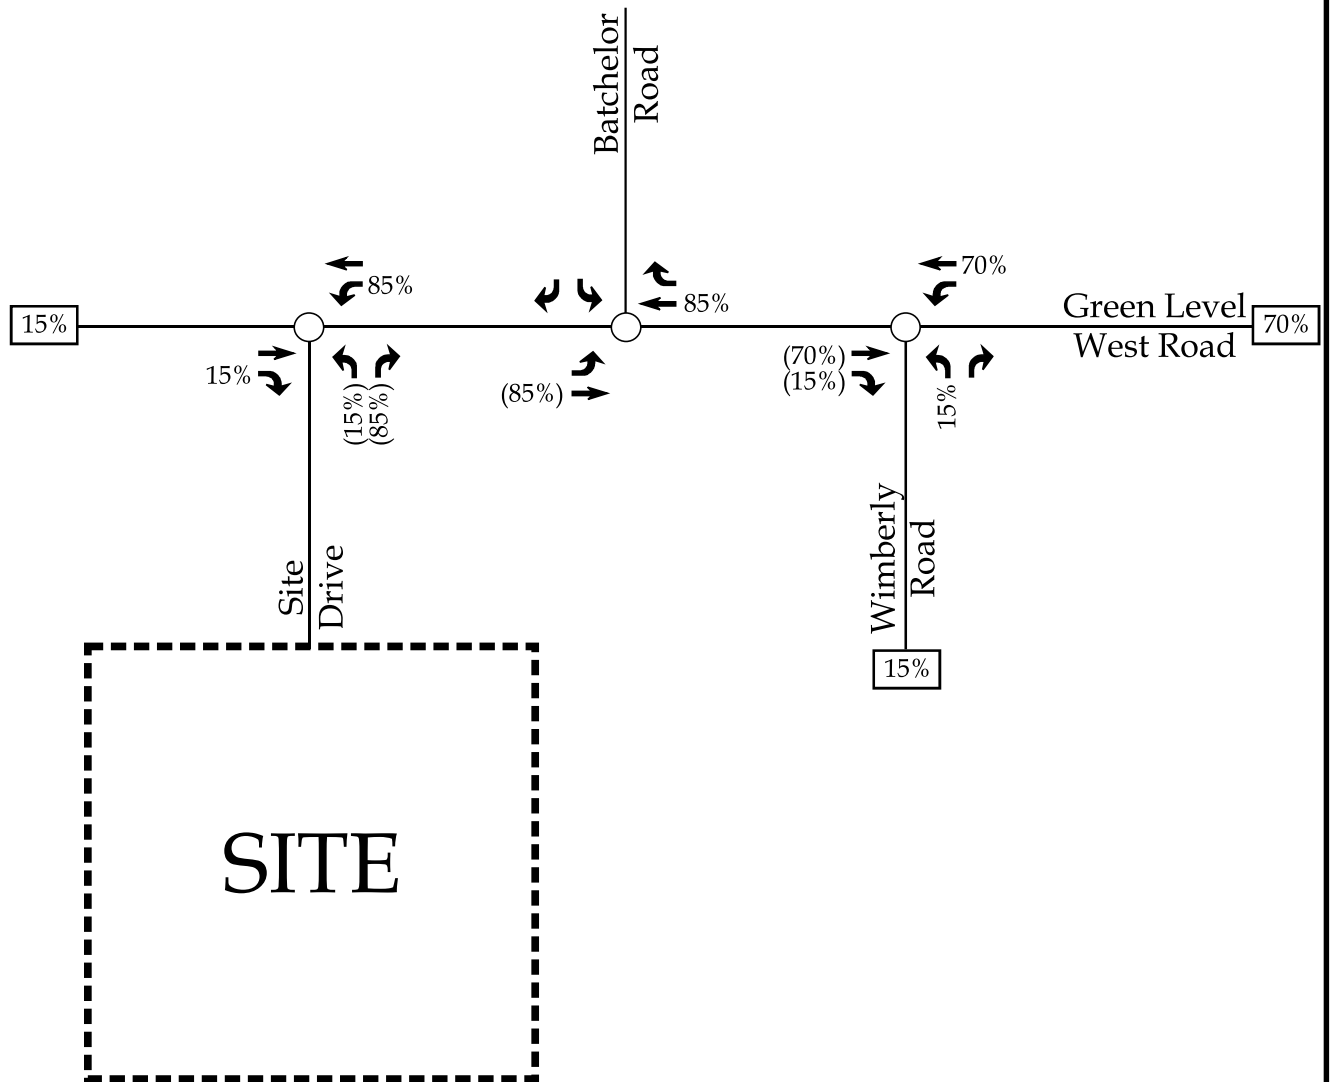 Batchelor
Road
85%
70%
85%
Green Level
West Road
15%
70%
15%
(85%)
(70%)
(15%)
(15%)
(85%)
15%
Site
Drive
Wimberly
Road
15%
SITE